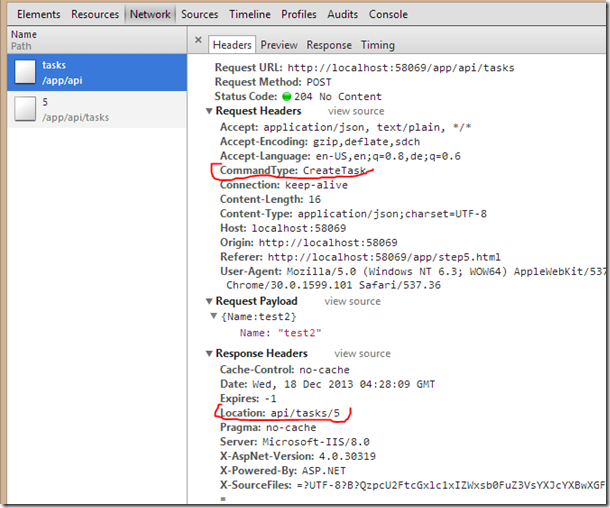 Elements Resources Network Sources Timeline Profiles Audits Console
Name
Path
tasks
/app/api
5
/app/api/tasks
× Headers Preview Response Timing
Request URL: http://localhost:58069/app/api/tasks
Request Method: POST
Status Code: 204 No Content
Request Headers view source
Accept: application/json, text/plain, */*
Accept-Encoding: gzip,deflate,sdch
Accept-Language: en-US,en;q=0.8,de;q=0.6
CommandType: CreateTask
Connection: keep-alive
Content-Length: 16
Content-Type: application/json;charset=UTF-8
Host: localhost:58069
Origin: http://localhost:58069
Referer: http://localhost:58069/app/step5.html
User-Agent: Mozilla/5.0 (Windows NT 6.3; WOW64) AppleWebKit/537
Chrome/30.0.1599.101 Safari/537.36
Request Payload view source
{Name:test2}
Name: "test2"
Response Headers view source
Cache-Control: no-cache
Date: Wed, 18 Dec 2013 04:28:09 GMT
Expires: -1
Location: api/tasks/5
Pragma: no-cache
Server: Microsoft-IIS/8.0
X-AspNet-Version: 4.0.30319
X-Powered-By: ASP.NET
X-SourceFiles: =?UTF-8?B?QzpcU2FtcGxlc1xIZWxsb0FuZ3VsYXJcYXBwXGF
=